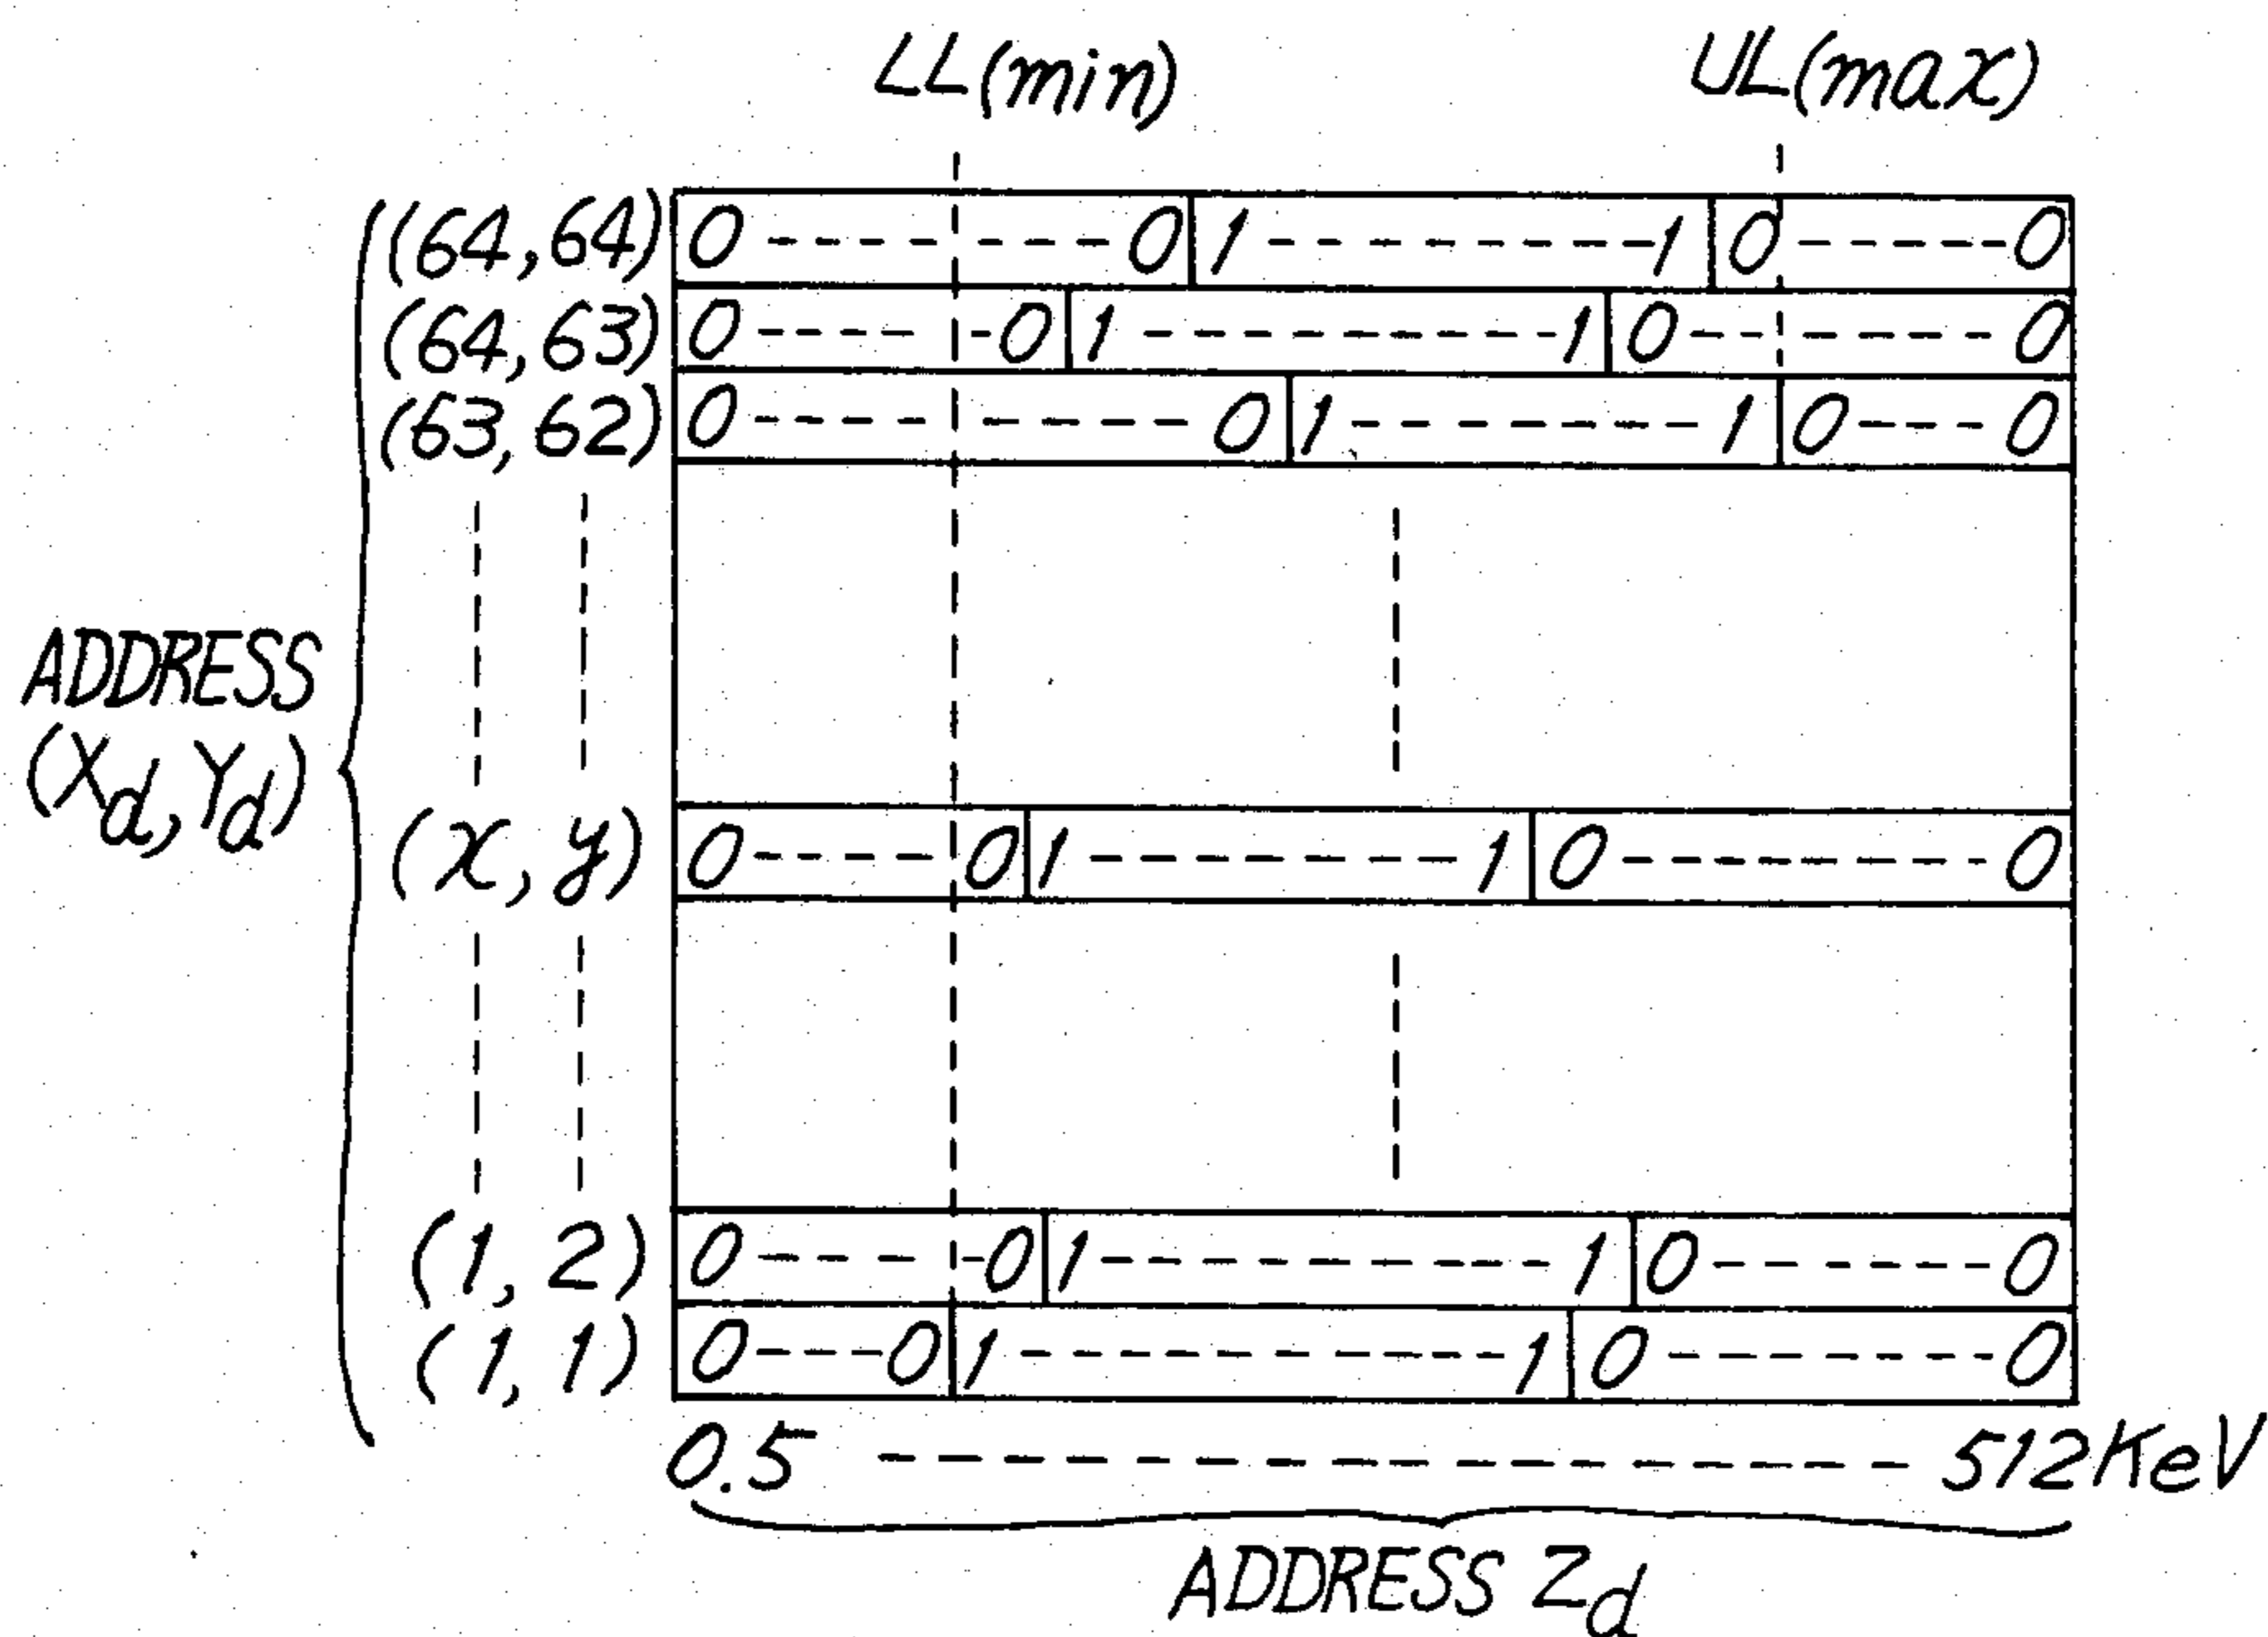 LL(min) UL(max)
(64,64) 0 0 1 1 0 0
(64,63) 0 0 1 1 0 0
(63,62) 0 0 1 1 0 0
ADDRESS
(Xd,Yd)
(x,y) 0 0 1 1 0 0
(1,2) 0 0 1 1 0 0
(1,1) 0 0 1 1 0 0
0.5 512KeV
ADDRESS Zd